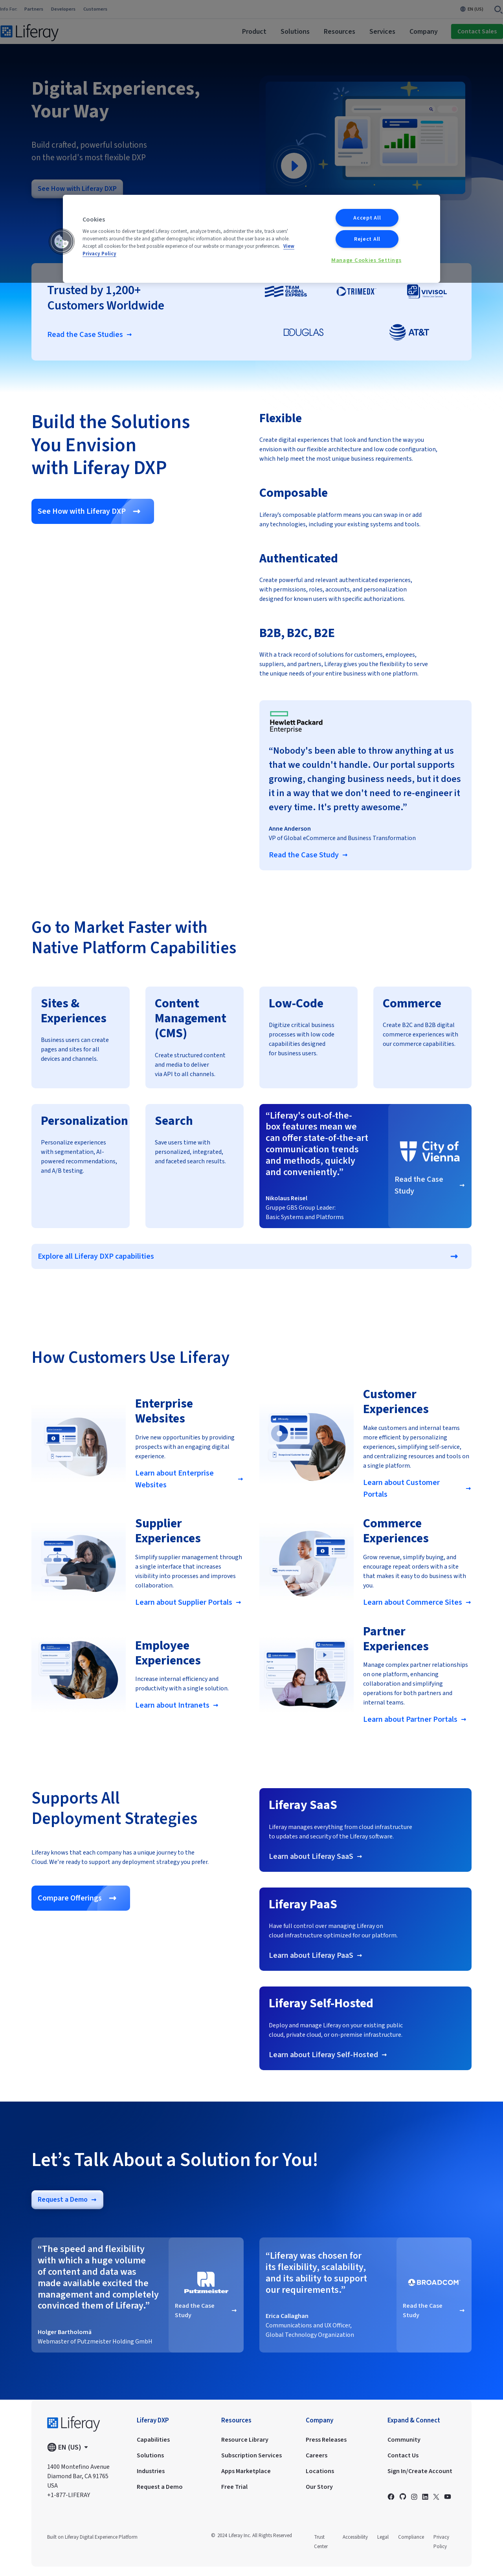 Info For:
Partners
Developers
Customers
EN (US)
Liferay
Product
Solutions
Resources
Services
Company
Contact Sales
Digital Experiences,
Your Way
Build crafted, powerful solutions
on the world's most flexible DXP
See How with Liferay DXP
Cookies
We use cookies to deliver targeted Liferay content, analyze trends, administer the site, track users'
movements on the site and gather demographic information about the user base as a whole.
Accept all cookies for the best possible experience of our website or manage your preferences. View
Privacy Policy
Accept All
Reject All
Manage Cookies Settings
Trusted by 1,200+
Customers Worldwide
Read the Case Studies →
TEAM
GLOBAL
EXPRESS
TRIMEDX
VIVISOL
DOUGLAS
AT&T
Build the Solutions
You Envision
with Liferay DXP
See How with Liferay DXP →
Flexible
Create digital experiences that look and function the way you
envision with our flexible architecture and low code configuration,
which help meet the most unique business requirements.
Composable
Liferay’s composable platform means you can swap in or add
any technologies, including your existing systems and tools.
Authenticated
Create powerful and relevant authenticated experiences,
with permissions, roles, accounts, and personalization
designed for known users with specific authorizations.
B2B, B2C, B2E
With a track record of solutions for customers, employees,
suppliers, and partners, Liferay gives you the flexibility to serve
the unique needs of your entire business with one platform.
Hewlett Packard
Enterprise
“Nobody's been able to throw anything at us
that we couldn't handle. Our portal supports
growing, changing business needs, but it does
it in a way that we don't need to re-engineer it
every time. It's pretty awesome.”
Anne Anderson
VP of Global eCommerce and Business Transformation
Read the Case Study →
Go to Market Faster with
Native Platform Capabilities
Sites &
Experiences
Business users can create
pages and sites for all
devices and channels.
Content
Management
(CMS)
Create structured content
and media to deliver
via API to all channels.
Low-Code
Digitize critical business
processes with low code
capabilities designed
for business users.
Commerce
Create B2C and B2B digital
commerce experiences with
our commerce capabilities.
Personalization
Personalize experiences
with segmentation, AI-
powered recommendations,
and A/B testing.
Search
Save users time with
personalized, integrated,
and faceted search results.
“Liferay's out-of-the-
box features mean we
can offer state-of-the-art
communication trends
and methods, quickly
and conveniently.”
Nikolaus Reisel
Gruppe GBS Group Leader:
Basic Systems and Platforms
City of
Vienna
Read the Case
Study →
Explore all Liferay DXP capabilities →
How Customers Use Liferay
Enterprise
Websites
Drive new opportunities by providing
prospects with an engaging digital
experience.
Learn about Enterprise
Websites →
Customer
Experiences
Make customers and internal teams
more efficient by personalizing
experiences, simplifying self-service,
and centralizing resources and tools on
a single platform.
Learn about Customer
Portals →
Supplier
Experiences
Simplify supplier management through
a single interface that increases
visibility into processes and improves
collaboration.
Learn about Supplier Portals →
Commerce
Experiences
Grow revenue, simplify buying, and
encourage repeat orders with a site
that makes it easy to do business with
you.
Learn about Commerce Sites →
Employee
Experiences
Increase internal efficiency and
productivity with a single solution.
Learn about Intranets →
Partner
Experiences
Manage complex partner relationships
on one platform, enhancing
collaboration and simplifying
operations for both partners and
internal teams.
Learn about Partner Portals →
Supports All
Deployment Strategies
Liferay knows that each company has a unique journey to the
Cloud. We're ready to support any deployment strategy you prefer.
Compare Offerings →
Liferay SaaS
Liferay manages everything from cloud infrastructure
to updates and security of the Liferay software.
Learn about Liferay SaaS →
Liferay PaaS
Have full control over managing Liferay on
cloud infrastructure optimized for our platform.
Learn about Liferay PaaS →
Liferay Self-Hosted
Deploy and manage Liferay on your existing public
cloud, private cloud, or on-premise infrastructure.
Learn about Liferay Self-Hosted →
Let’s Talk About a Solution for You!
Request a Demo →
“The speed and flexibility
with which a huge volume
of content and data was
made available excited the
management and completely
convinced them of Liferay.”
Holger Bartholomä
Webmaster of Putzmeister Holding GmbH
Putzmeister
Read the Case
Study →
“Liferay was chosen for
its flexibility, scalability,
and its ability to support
our requirements.”
Erica Callaghan
Communications and UX Officer,
Global Technology Organization
BROADCOM
Read the Case
Study →
Liferay
EN (US)
1400 Montefino Avenue
Diamond Bar, CA 91765
USA
+1-877-LIFERAY
Liferay DXP
Capabilities
Solutions
Industries
Request a Demo
Resources
Resource Library
Subscription Services
Apps Marketplace
Free Trial
Company
Press Releases
Careers
Locations
Our Story
Expand & Connect
Community
Contact Us
Sign In/Create Account
Built on Liferay Digital Experience Platform
© 2024 Liferay Inc. All Rights Reserved
Trust
Center
Accessibility
Legal
Compliance
Privacy
Policy